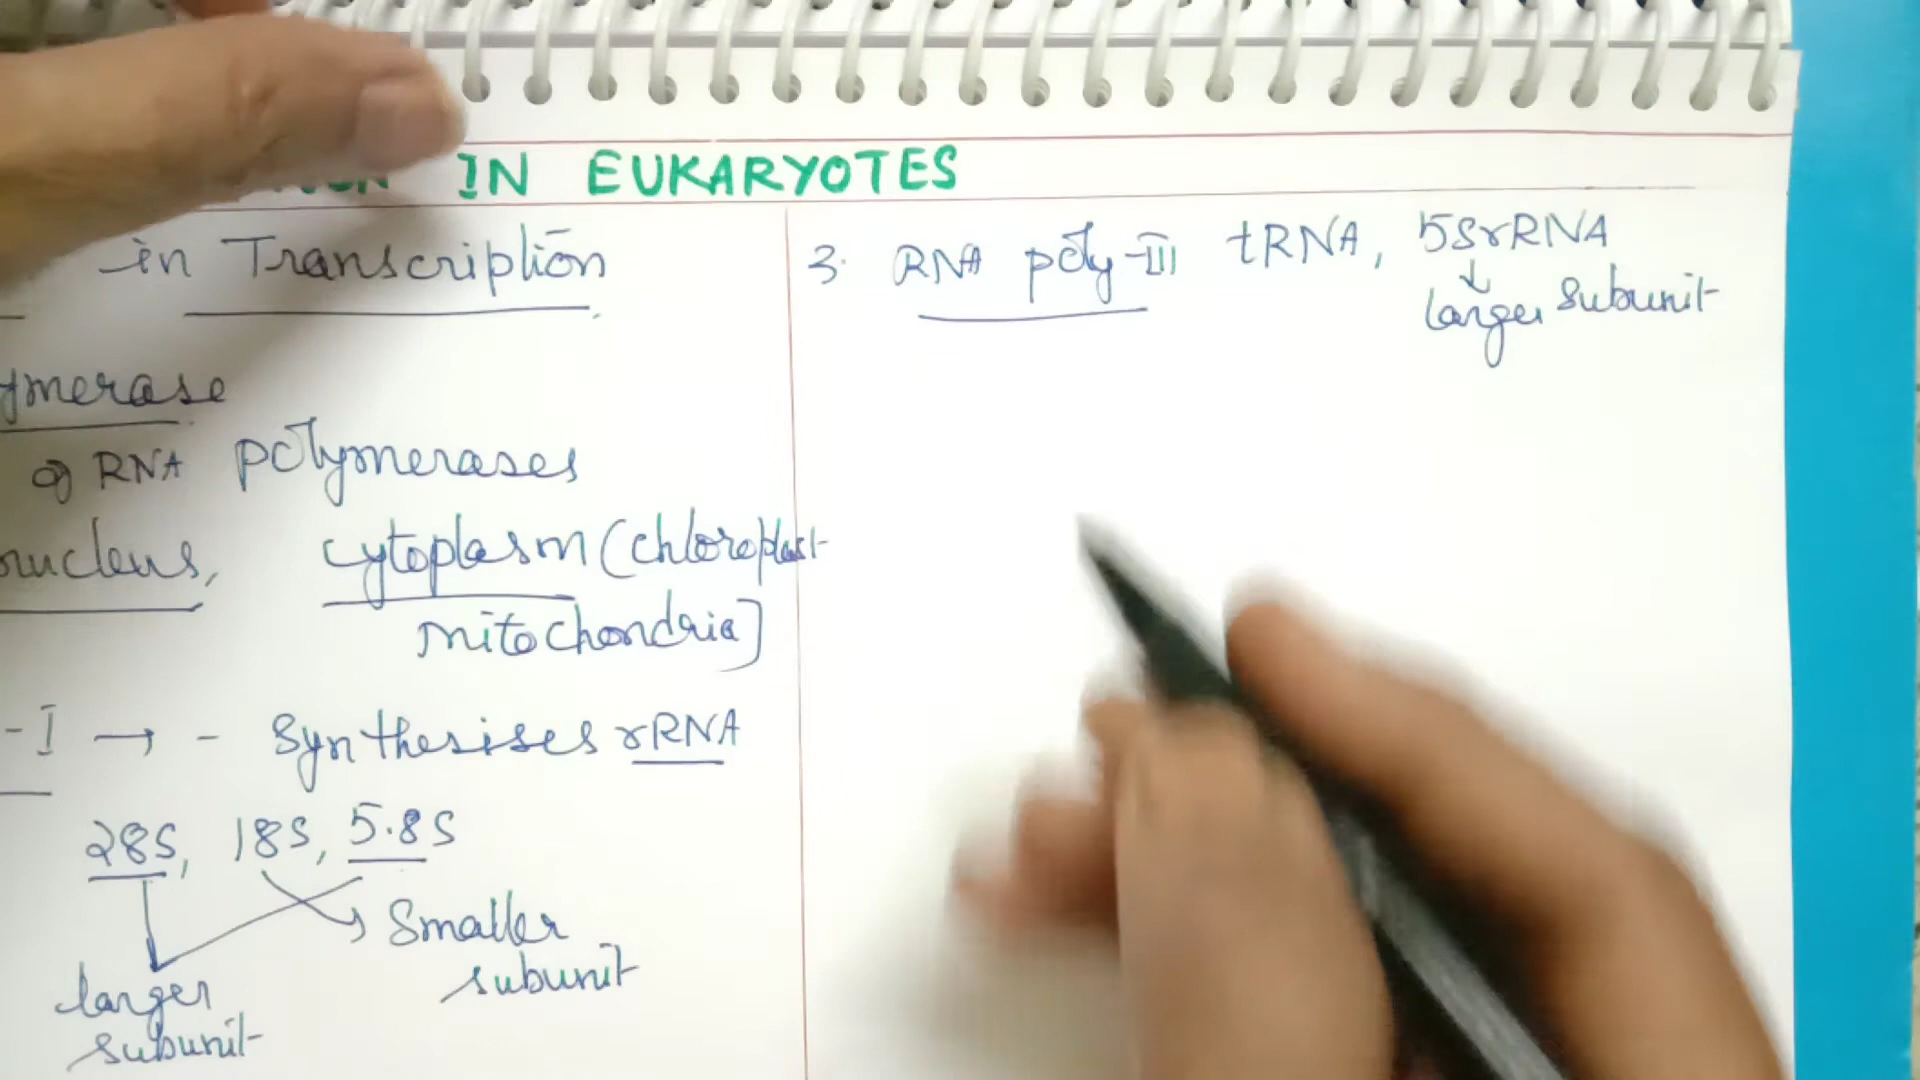 IN EUKARYOTES
in Transcription
ymerase
of RNA polymerases
nucleus, cytoplasm (chloroplast
mitochondria]
-I → - Synthesises rRNA
28S, 18S, 5.8S
Smaller
subunit
larger
subunit
3. RNA poly-III tRNA, 5SrRNA
↓
larger subunit